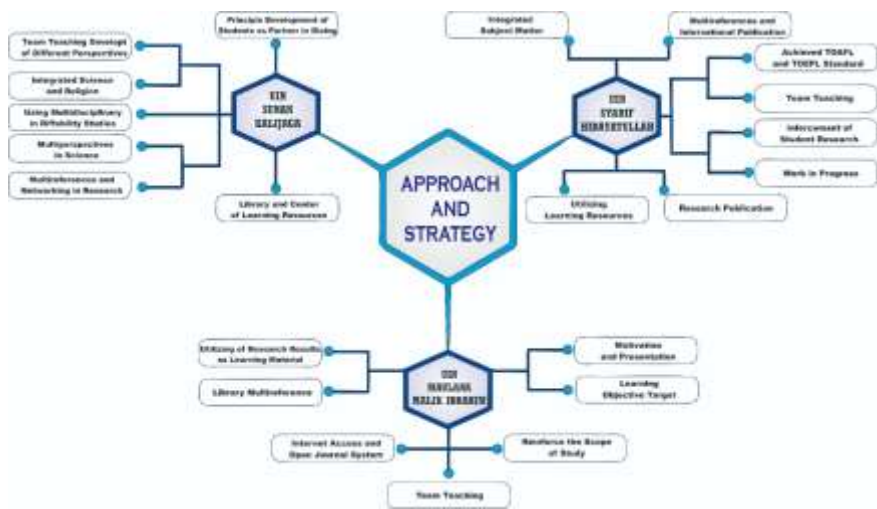 Principle Development of
Students as Partner in Dialog
Team Teaching Envelopt
of Different Perspectives
Integrated Science
and Religion
Using Multidiciplinary
in Diffability Studies
Multiperspectives
in Science
Multireferences and
Networking in Research
UIN
SUNAN
KALIJAGA
Library and Center
of Learning Resources
Integrated
Subject Matter
Multireferences and
International Publication
UIN
SYARIF
HIDAYATULLAH
Achieved TOAFL
and TOEFL Standard
Team Teaching
of
Student Research
Work in Progress
Utilizing
Learning Resources
Research Publication
APPROACH
AND
STRATEGY
Utilizing of Research Results
as Learning Material
Library Multireference
UIN
MAULANA
MALIK IBRAHIM
Motivation
and Presentation
Learning
Objective Target
Internet Access and
Open Journal System
Reinforce the Scope
of Study
Team Teaching